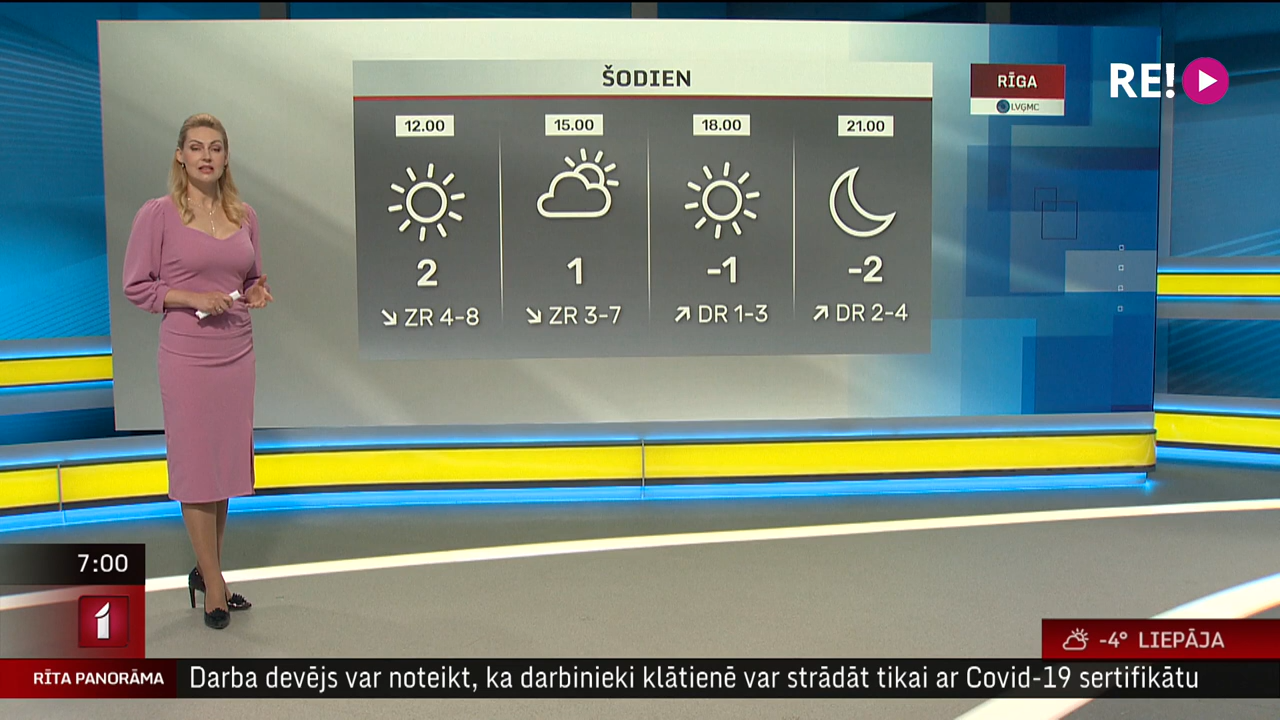 ŠODIEN
12.00
15.00
18.00
21.00
2
1
-1
-2
ZR 4-8
ZR 3-7
DR 1-3
DR 2-4
RĪGA
LVĢMC
RE!
7:00
1
-4° LIEPĀJA
RĪTA PANORĀMA
Darba devējs var noteikt, ka darbinieki klātienē var strādāt tikai ar Covid-19 sertifikātu